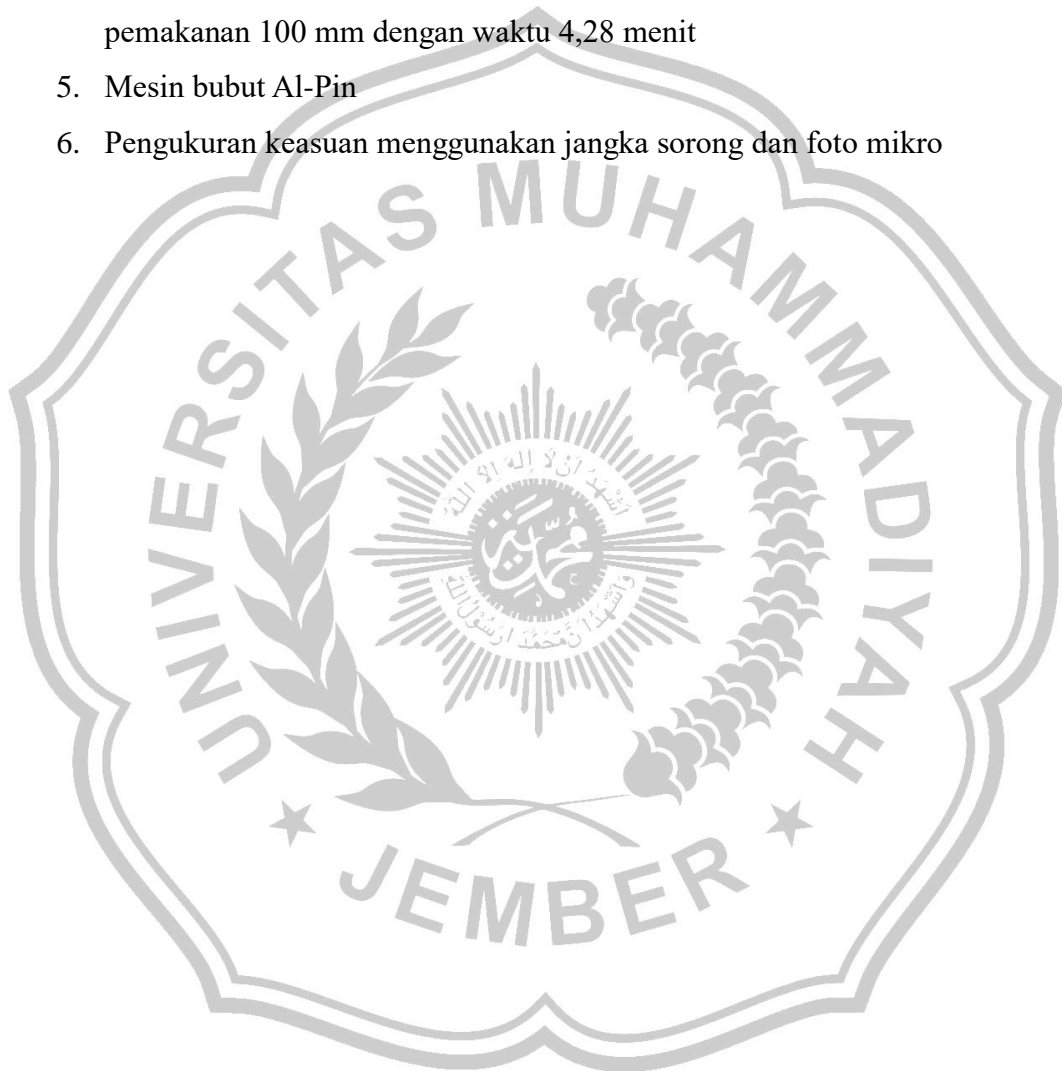 pemakanan 100 mm dengan waktu 4,28 menit
5. Mesin bubut Al-Pin
6. Pengukuran keasuan menggunakan jangka sorong dan foto mikro
UNIVERSITAS MUHAMMADIYAH
JEMBER